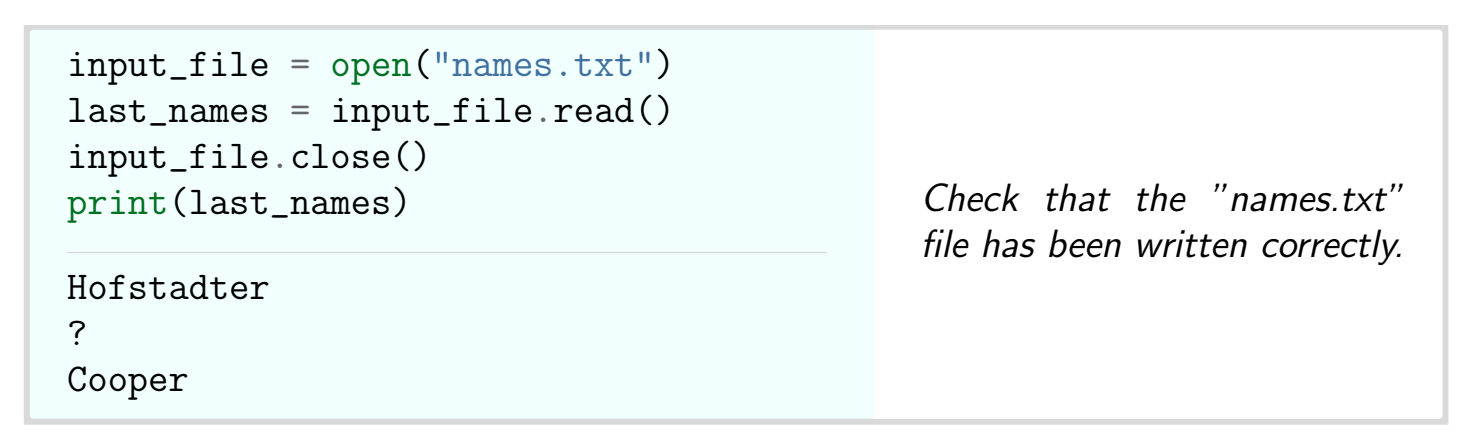 input_file = open("names.txt")
last_names = input_file.read()
input_file.close()
print(last_names)
Hofstadter
?
Cooper
Check that the ”names.txt”
file has been written correctly.